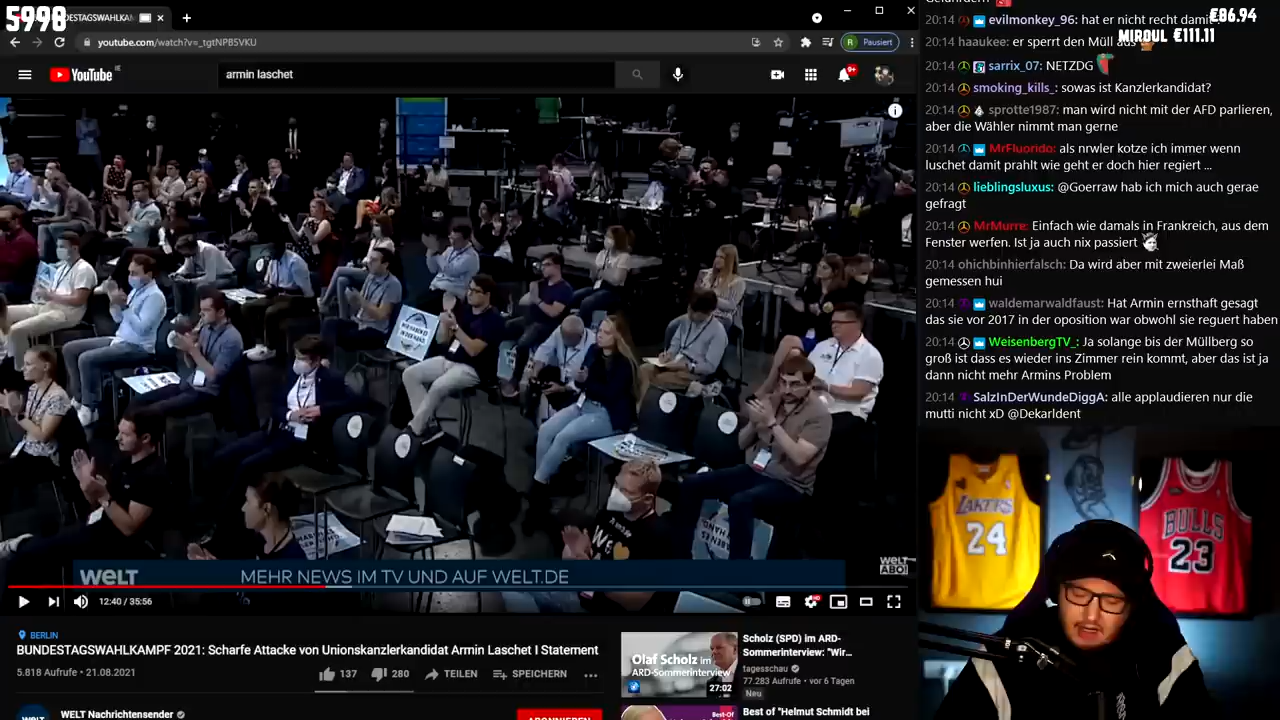 5998
BUNDESTAGSWAHLKAM
youtube.com/watch?v=_tgtNPB5VKU
R Pausiert
YouTube
armin laschet
9+
WIR HABEN ES
IN DER HAND.
WELT MEHR NEWS IM TV UND AUF WELT.DE
WELT
ABO!
12:40 / 35:56
HD
BERLIN
BUNDESTAGSWAHLKAMPF 2021: Scharfe Attacke von Unionskanzlerkandidat Armin Laschet I Statement
5.818 Aufrufe • 21.08.2021
137 280 TEILEN SPEICHERN ...
WELT Nachrichtensender
ABONNIEREN
Olaf Scholz im
ARD-Sommerinterview
27:02
Scholz (SPD) im ARD-
Sommerinterview: "Wir...
tagesschau
77.283 Aufrufe • vor 6 Tagen
Neu
Best of "Helmut Schmidt bei
€86.94
MIROUL €111.11
20:14 evilmonkey_96: hat er nicht recht damit
20:14 haaukee: er sperrt den Müll aus
20:14 sarrix_07: NETZDG
20:14 smoking_kills_: sowas ist Kanzlerkandidat?
20:14 sprotte1987: man wird nicht mit der AFD parlieren,
aber die Wähler nimmt man gerne
20:14 MrFluorido: als nrwler kotze ich immer wenn
luschet damit prahlt wie geht er doch hier regiert ...
20:14 lieblingsluxus: @Goerraw hab ich mich auch gerae
gefragt
20:14 MrMurre: Einfach wie damals in Frankreich, aus dem
Fenster werfen. Ist ja auch nix passiert
20:14 ohichbinhierfalsch: Da wird aber mit zweierlei Maß
gemessen hui
20:14 waldemarwaldfaust: Hat Armin ernsthaft gesagt
das sie vor 2017 in der oposition war obwohl sie reguert haben
20:14 WeisenbergTV_: Ja solange bis der Müllberg so
groß ist dass es wieder ins Zimmer rein kommt, aber das ist ja
dann nicht mehr Armins Problem
20:14 SalzInDerWundeDiggA: alle applaudieren nur die
mutti nicht xD @Dekarldent
LAKERS
24
BULLS
23